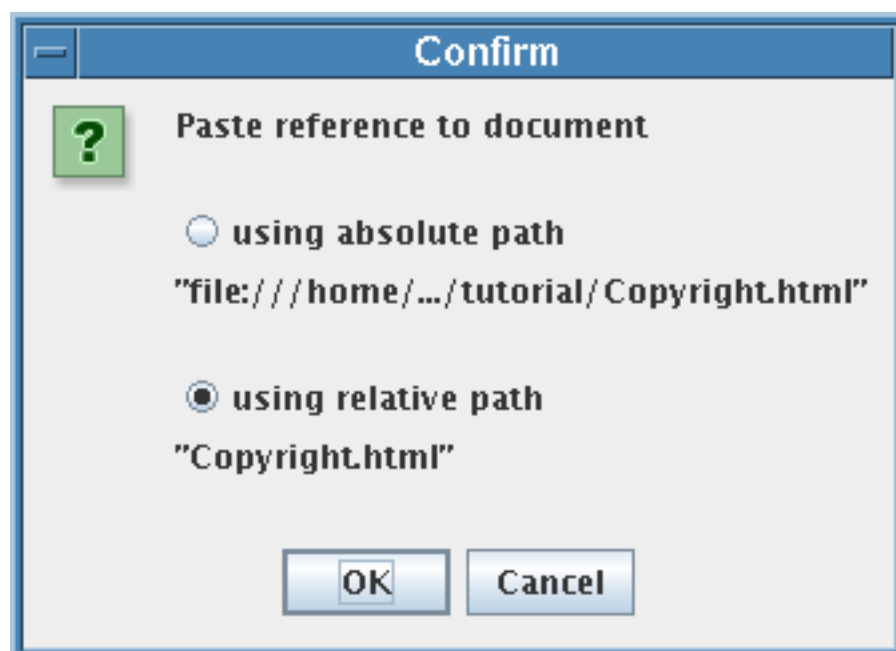 Confirm
?
Paste reference to document
using absolute path
"file:///home/.../tutorial/Copyright.html"
using relative path
"Copyright.html"
OK
Cancel